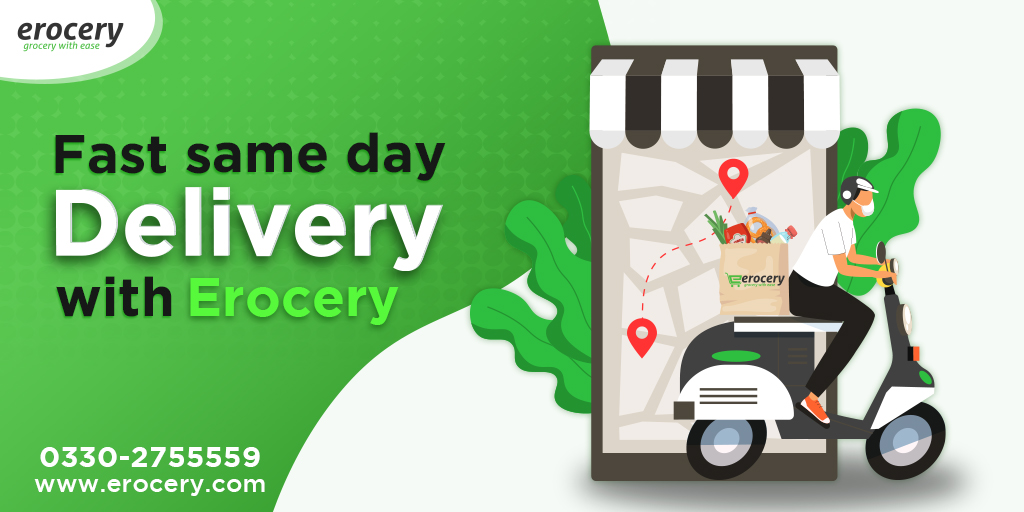 erocery
grocery with ease
Fast same day
Delivery
with Erocery
erocery
grocery with ease
0330-2755559
www.erocery.com